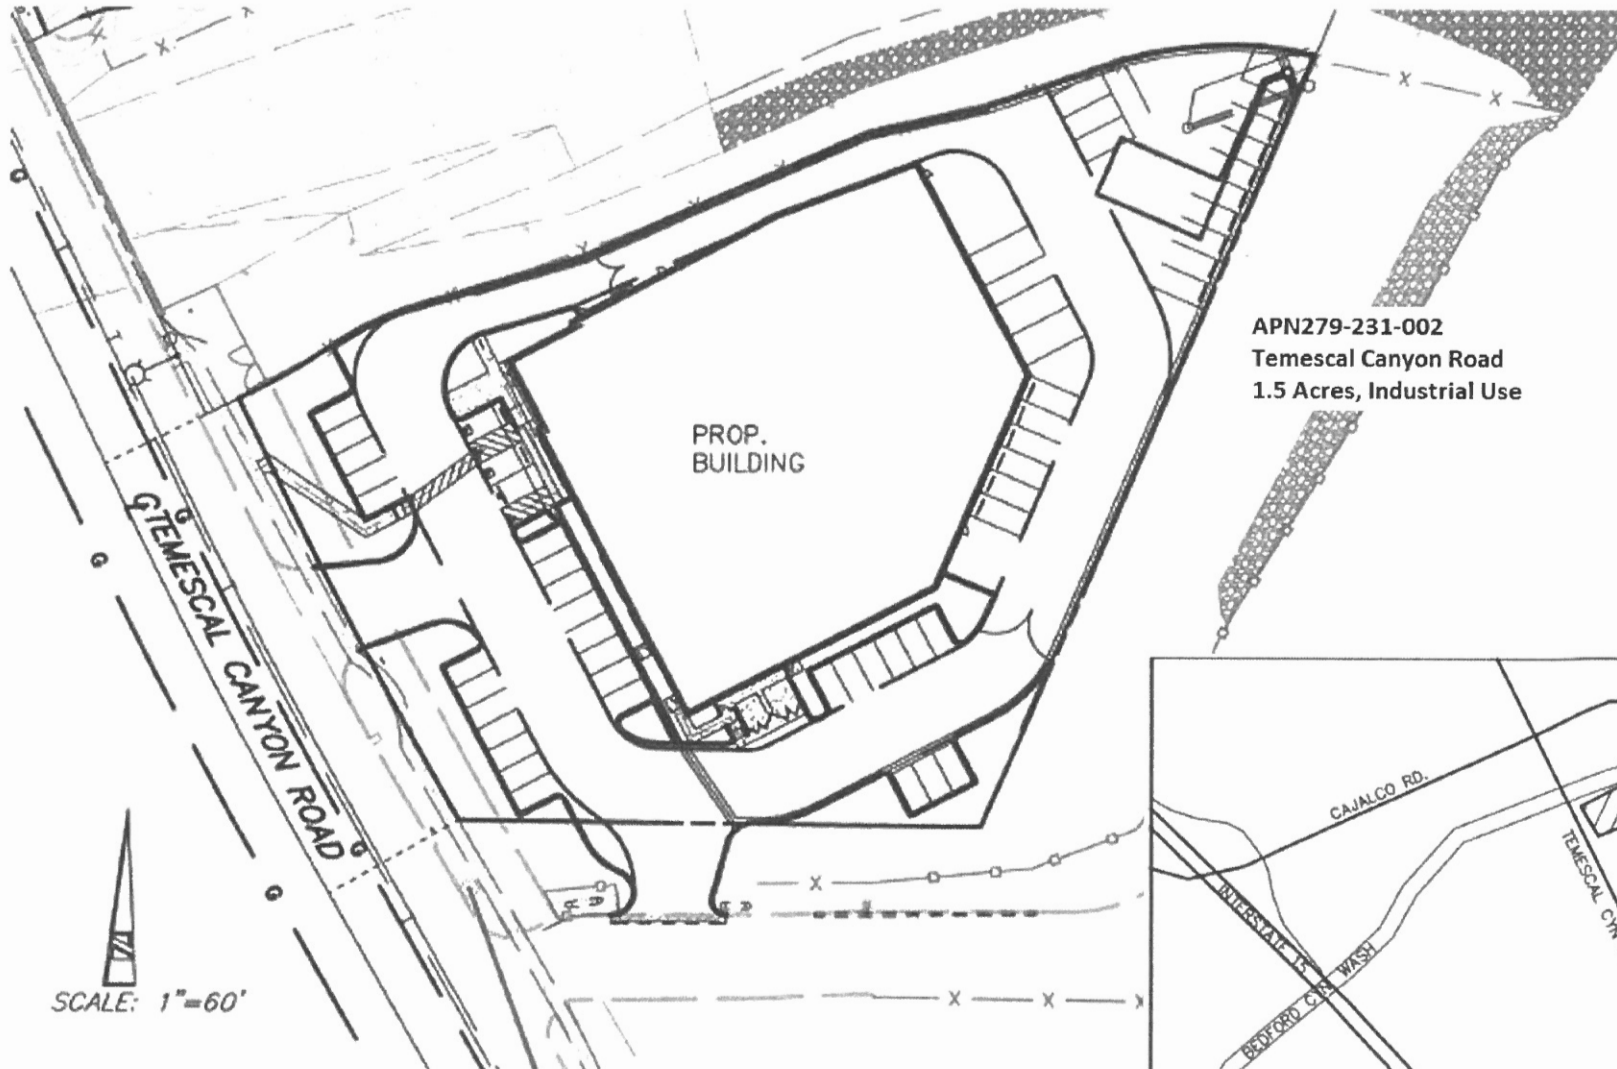 APN279-231-002
Temescal Canyon Road
1.5 Acres, Industrial Use
PROP.
BUILDING
G
G
TEMESCAL CANYON ROAD
G
G
G
SCALE: 1"=60'
X
X
X
X
X
X
X
CAJALCO RD.
TEMESCAL CYN
INTERSTATE 15
BEDFORD CYN WASH